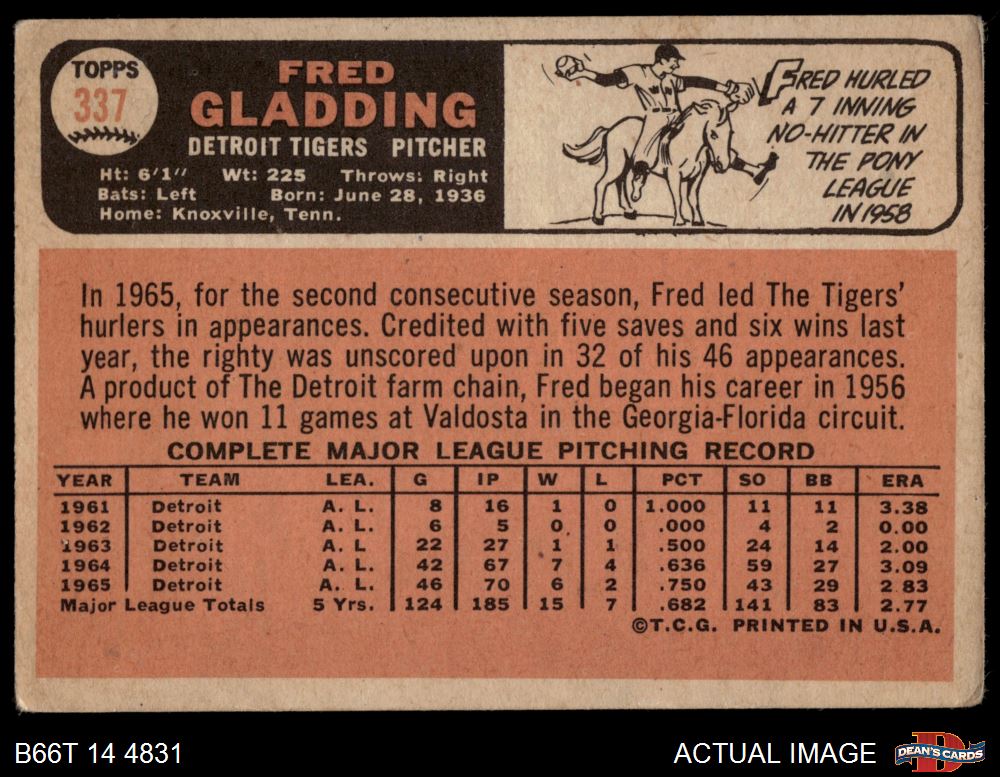 TOPPS
337
FRED
GLADDING
DETROIT TIGERS PITCHER
Ht: 6'1" Wt: 225 Throws: Right
Bats: Left Born: June 28, 1936
Home: Knoxville, Tenn.
FRED HURLED
A 7 INNING
NO-HITTER IN
THE PONY
LEAGUE
IN 1958
In 1965, for the second consecutive season, Fred led The Tigers'
hurlers in appearances. Credited with five saves and six wins last
year, the righty was unscored upon in 32 of his 46 appearances.
A product of The Detroit farm chain, Fred began his career in 1956
where he won 11 games at Valdosta in the Georgia-Florida circuit.
COMPLETE MAJOR LEAGUE PITCHING RECORD
YEAR TEAM LEA. G IP W L PCT SO BB ERA
1961 Detroit A. L. 8 16 1 0 1.000 11 11 3.38
1962 Detroit A. L. 6 5 0 0 .000 4 2 0.00
1963 Detroit A. L 22 27 1 1 .500 24 14 2.00
1964 Detroit A. L. 42 67 7 4 .636 59 27 3.09
1965 Detroit A. L. 46 70 6 2 .750 43 29 2.83
Major League Totals 5 Yrs. 124 185 15 7 .682 141 83 2.77
©T.C.G. PRINTED IN U.S.A.
B66T 14 4831
ACTUAL IMAGE
DEAN'S CARDS